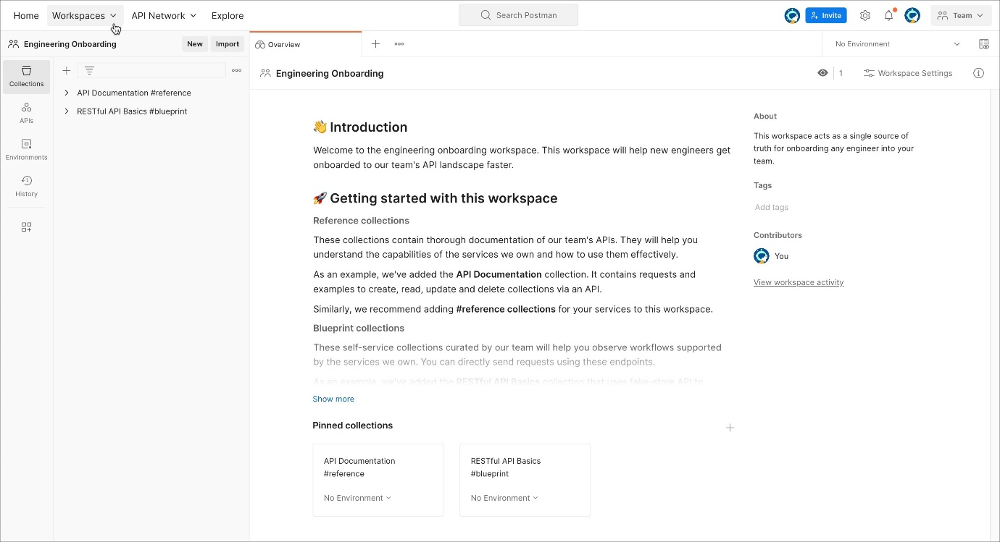 Home Workspaces API Network Explore Search Postman Invite Team
Engineering Onboarding New Import Overview No Environment
Engineering Onboarding 1 Workspace Settings
Collections
APIs
Environments
History
API Documentation #reference
RESTful API Basics #blueprint
👋 Introduction
Welcome to the engineering onboarding workspace. This workspace will help new engineers get
onboarded to our team's API landscape faster.
🚀 Getting started with this workspace
Reference collections
These collections contain thorough documentation of our team's APIs. They will help you
understand the capabilities of the services we own and how to use them effectively.
As an example, we've added the API Documentation collection. It contains requests and
examples to create, read, update and delete collections via an API.
Similarly, we recommend adding #reference collections for your services to this workspace.
Blueprint collections
These self-service collections curated by our team will help you observe workflows supported
by the services we own. You can directly send requests using these endpoints.
As an example, we've added the RESTful API Basics collection that uses fake-store API to
Show more
Pinned collections
API Documentation
#reference
No Environment
RESTful API Basics
#blueprint
No Environment
About
This workspace acts as a single source of
truth for onboarding any engineer into your
team.
Tags
Add tags
Contributors
You
View workspace activity